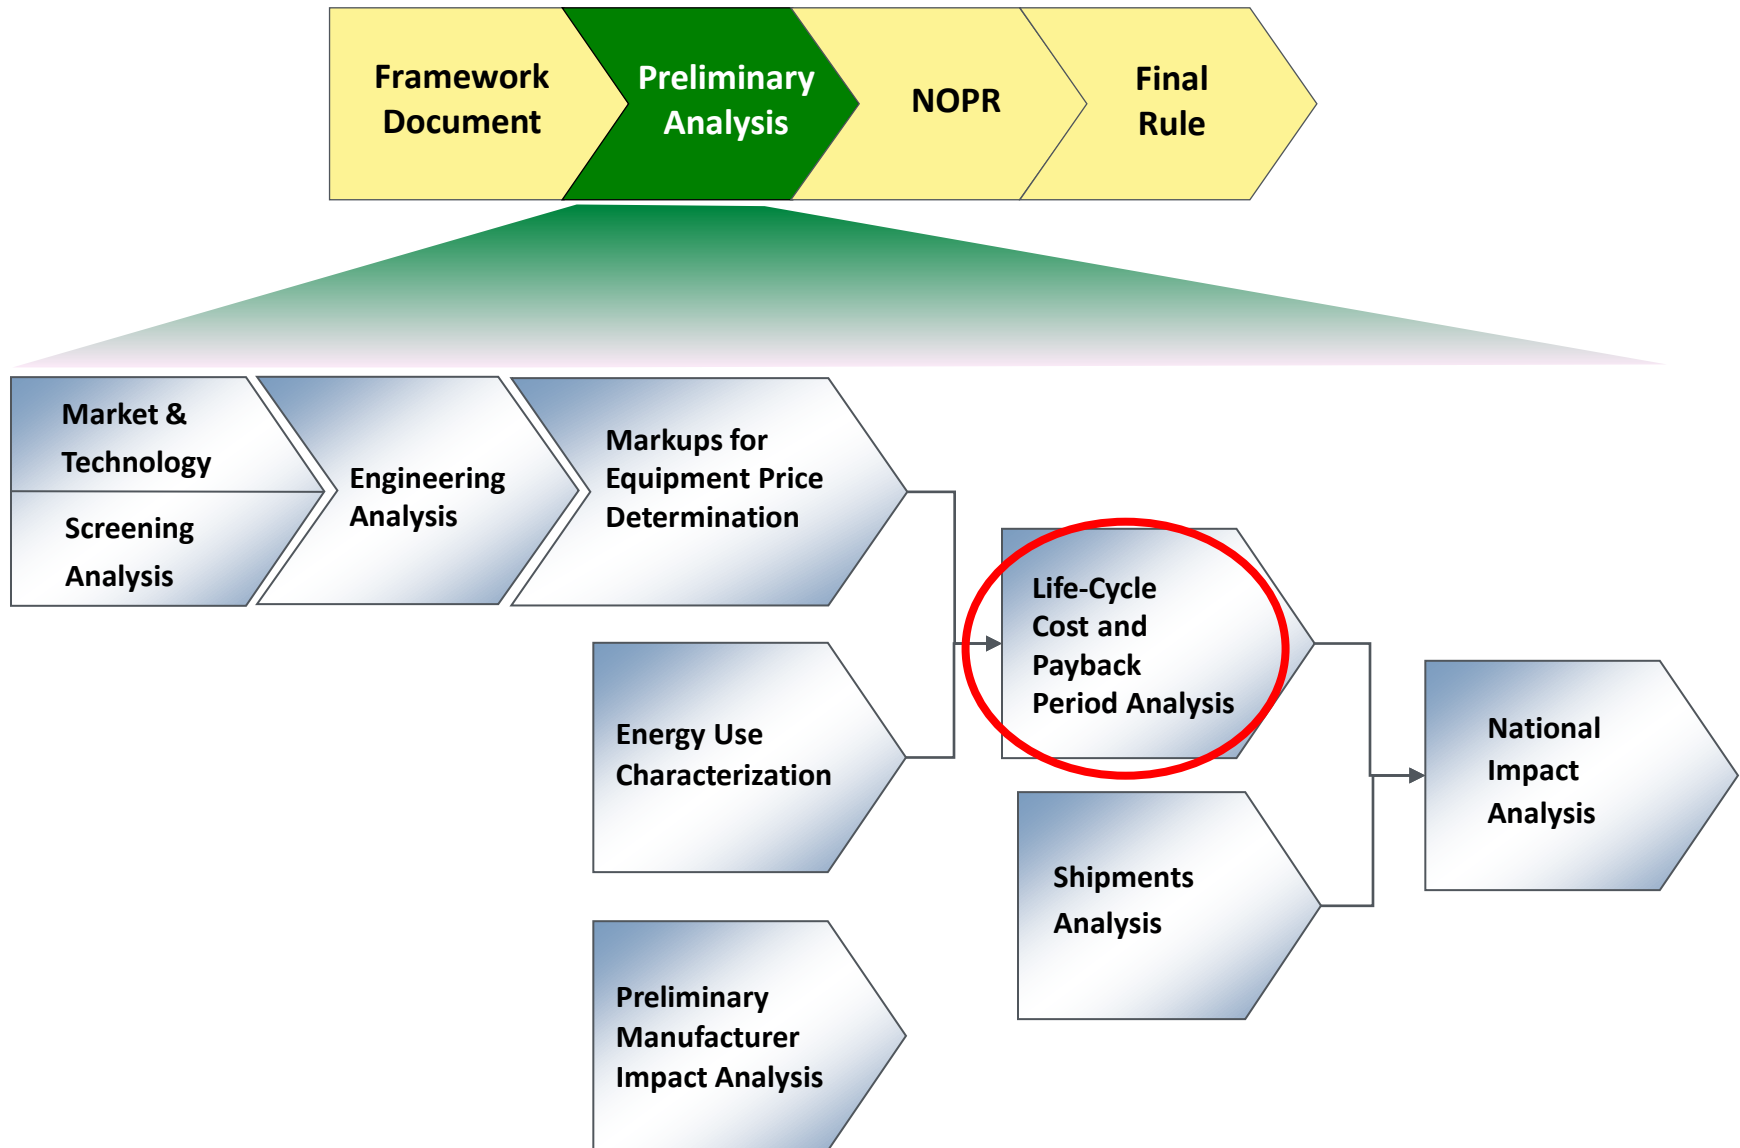 Framework
Document
Preliminary
Analysis
NOPR
Final
Rule
Market &
Technology
Screening
Analysis
Engineering
Analysis
Markups for
Equipment Price
Determination
Life-Cycle
Cost and
Payback
Period Analysis
Energy Use
Characterization
National
Impact
Analysis
Shipments
Analysis
Preliminary
Manufacturer
Impact Analysis